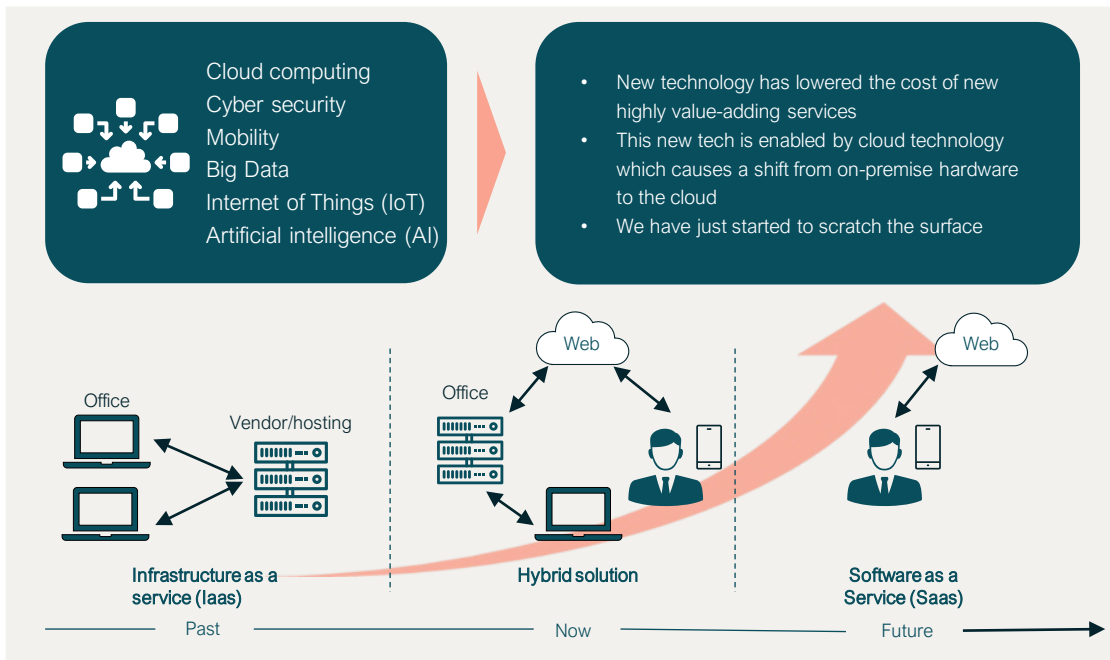 Cloud computing
Cyber security
Mobility
Big Data
Internet of Things (IoT)
Artificial intelligence (AI)
• New technology has lowered the cost of new
highly value-adding services
• This new tech is enabled by cloud technology
which causes a shift from on-premise hardware
to the cloud
• We have just started to scratch the surface
Office
Vendor/hosting
Infrastructure as a
service (Iaas)
Web
Office
Hybrid solution
Web
Software as a
Service (Saas)
Past
Now
Future